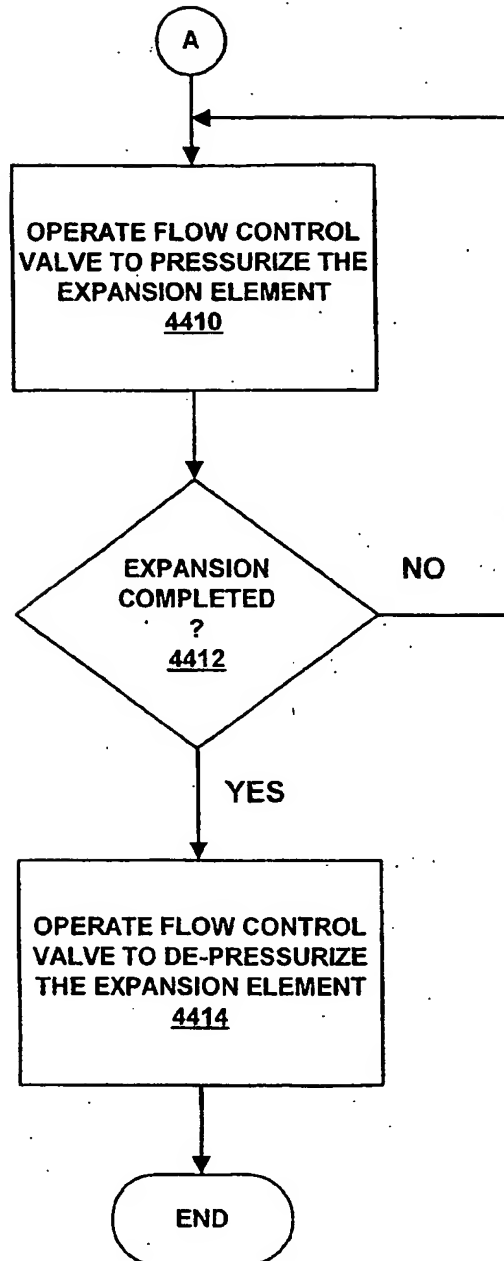 A
OPERATE FLOW CONTROL
VALVE TO PRESSURIZE THE
EXPANSION ELEMENT
4410
EXPANSION
COMPLETED
?
4412
NO
YES
OPERATE FLOW CONTROL
VALVE TO DE-PRESSURIZE
THE EXPANSION ELEMENT
4414
END